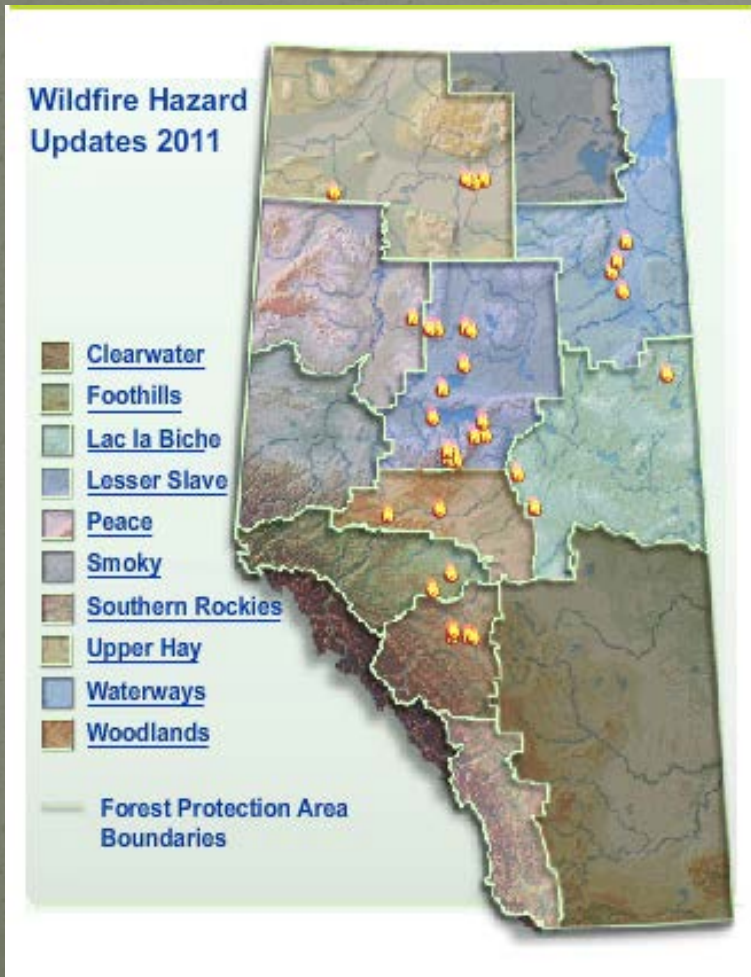 Wildfire Hazard
Updates 2011
Clearwater
Foothills
Lac la Biche
Lesser Slave
Peace
Smoky
Southern Rockies
Upper Hay
Waterways
Woodlands
Forest Protection Area
Boundaries